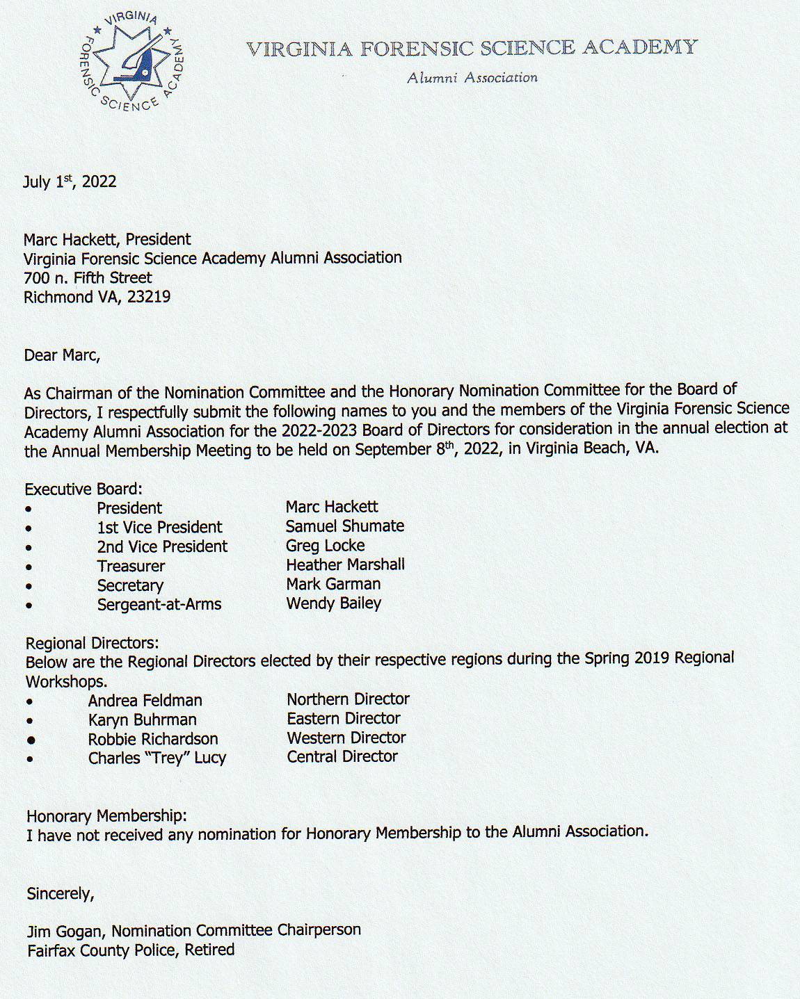 VIRGINIA
FORENSIC SCIENCE ACADEMY
VIRGINIA FORENSIC SCIENCE ACADEMY
Alumni Association
July 1st, 2022
Marc Hackett, President
Virginia Forensic Science Academy Alumni Association
700 n. Fifth Street
Richmond VA, 23219
Dear Marc,
As Chairman of the Nomination Committee and the Honorary Nomination Committee for the Board of
Directors, I respectfully submit the following names to you and the members of the Virginia Forensic Science
Academy Alumni Association for the 2022-2023 Board of Directors for consideration in the annual election at
the Annual Membership Meeting to be held on September 8th, 2022, in Virginia Beach, VA.
Executive Board:
• President Marc Hackett
• 1st Vice President Samuel Shumate
• 2nd Vice President Greg Locke
• Treasurer Heather Marshall
• Secretary Mark Garman
• Sergeant-at-Arms Wendy Bailey
Regional Directors:
Below are the Regional Directors elected by their respective regions during the Spring 2019 Regional
Workshops.
• Andrea Feldman Northern Director
• Karyn Buhrman Eastern Director
• Robbie Richardson Western Director
• Charles “Trey” Lucy Central Director
Honorary Membership:
I have not received any nomination for Honorary Membership to the Alumni Association.
Sincerely,
Jim Gogan, Nomination Committee Chairperson
Fairfax County Police, Retired